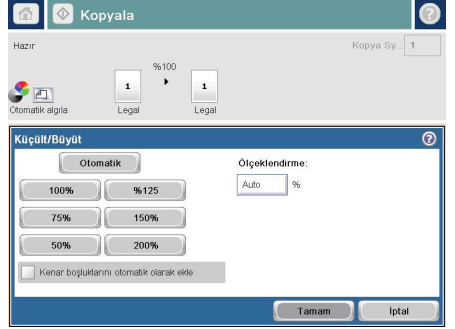 Kopyala
Hazır
Kopya Sy.: 1
%100
1 1
Otomatik algıla Legal Legal
Küçült/Büyüt
Otomatik
Ölçeklendirme:
100% %125
Auto %
75% 150%
50% 200%
Kenar boşluklarını otomatik olarak ekle
Tamam İptal